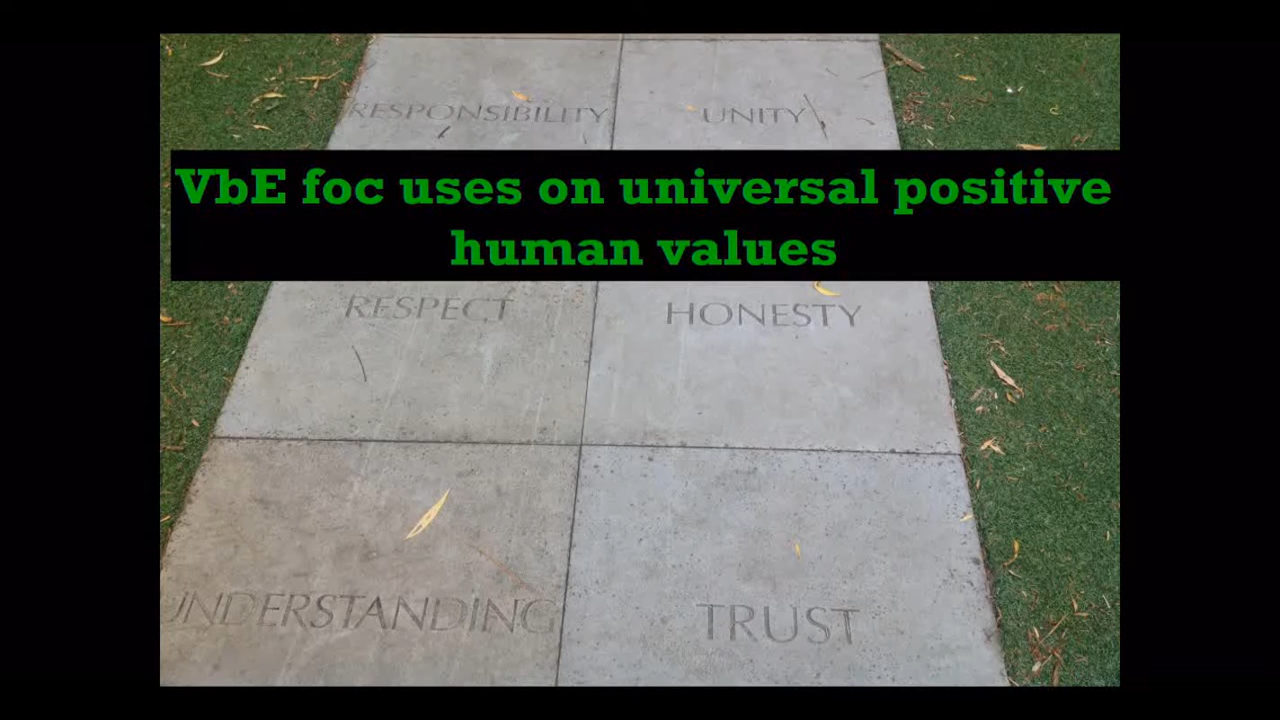 RESPONSIBILITY UNITY
VbE foc uses on universal positive
human values
RESPECT HONESTY
UNDERSTANDING TRUST